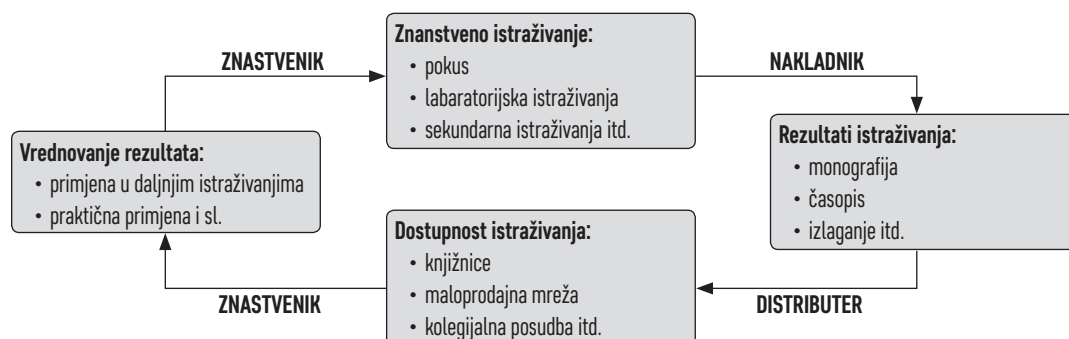 Znanstveno istraživanje:
• pokus
• labaratorijska istraživanja
• sekundarna istraživanja itd.
ZNASTVENIK
NAKLADNIK
Vrednovanje rezultata:
• primjena u daljnjim istraživanjima
• praktična primjena i sl.
Rezultati istraživanja:
• monografija
• časopis
• izlaganje itd.
Dostupnost istraživanja:
• knjižnice
• maloprodajna mreža
• kolegijalna posudba itd.
ZNASTVENIK
DISTRIBUTER